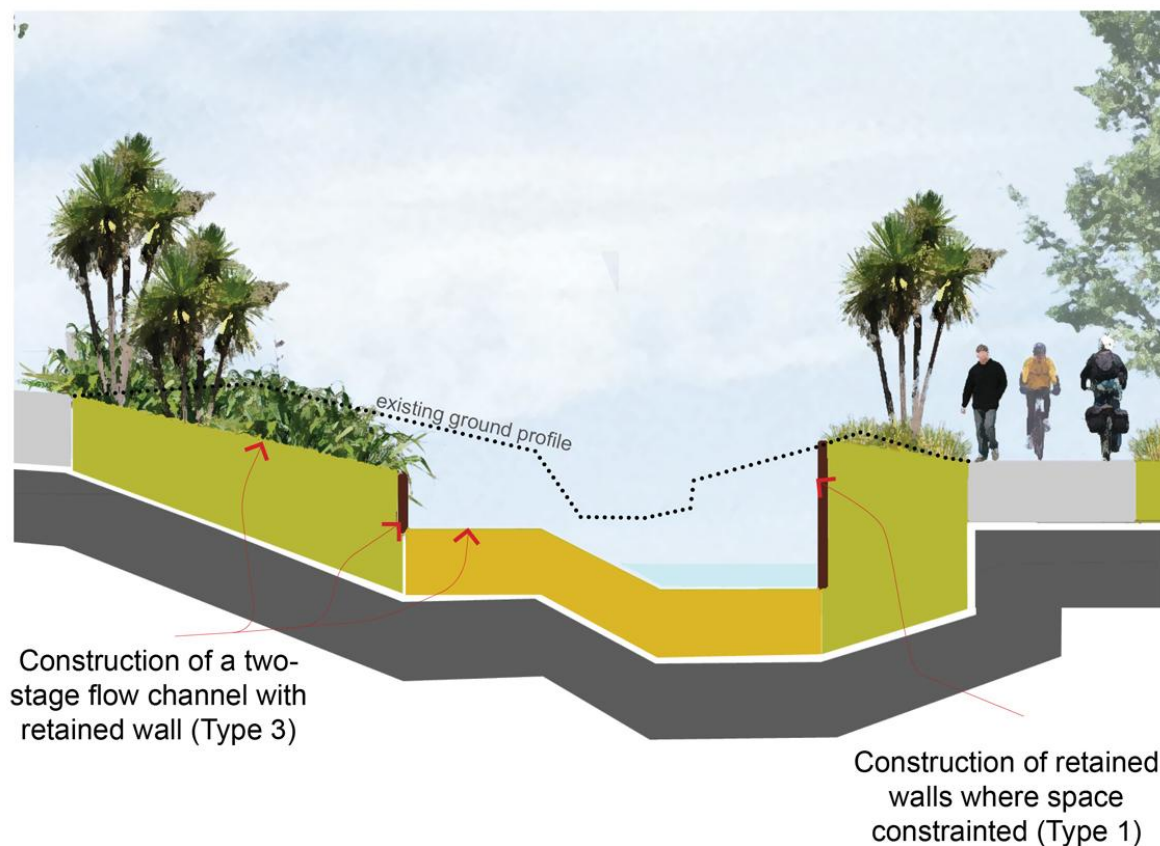 existing ground profile
Construction of a two-
stage flow channel with
retained wall (Type 3)
Construction of retained
walls where space
constrainted (Type 1)